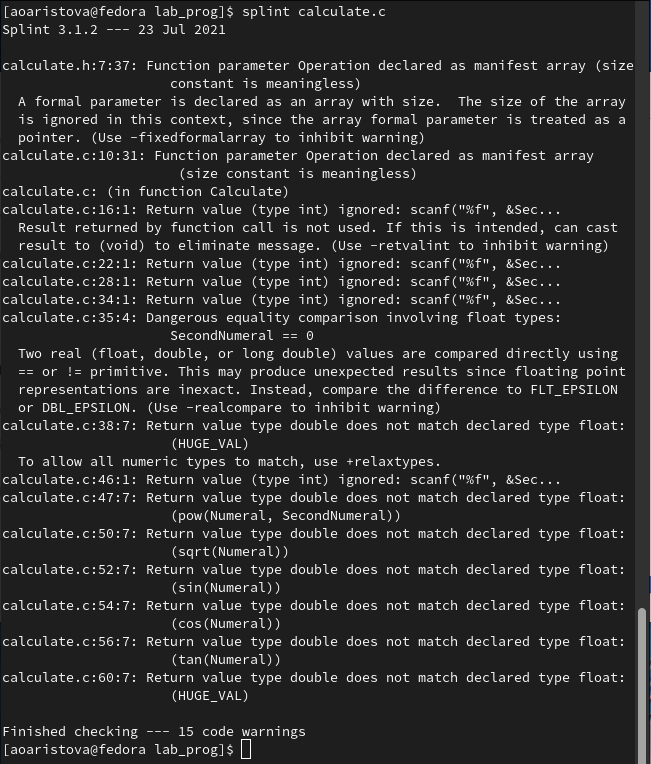 [aoaristova@fedora lab_prog]$ splint calculate.c
Splint 3.1.2 --- 23 Jul 2021

calculate.h:7:37: Function parameter Operation declared as manifest array (size
                     constant is meaningless)
  A formal parameter is declared as an array with size.  The size of the array
  is ignored in this context, since the array formal parameter is treated as a
  pointer. (Use -fixedformalarray to inhibit warning)
calculate.c:10:31: Function parameter Operation declared as manifest array
                      (size constant is meaningless)
calculate.c: (in function Calculate)
calculate.c:16:1: Return value (type int) ignored: scanf("%f", &Sec...
  Result returned by function call is not used. If this is intended, can cast
  result to (void) to eliminate message. (Use -retvalint to inhibit warning)
calculate.c:22:1: Return value (type int) ignored: scanf("%f", &Sec...
calculate.c:28:1: Return value (type int) ignored: scanf("%f", &Sec...
calculate.c:34:1: Return value (type int) ignored: scanf("%f", &Sec...
calculate.c:35:4: Dangerous equality comparison involving float types:
                     SecondNumeral == 0
  Two real (float, double, or long double) values are compared directly using
  == or != primitive. This may produce unexpected results since floating point
  representations are inexact. Instead, compare the difference to FLT_EPSILON
  or DBL_EPSILON. (Use -realcompare to inhibit warning)
calculate.c:38:7: Return value type double does not match declared type float:
                     (HUGE_VAL)
  To allow all numeric types to match, use +relaxtypes.
calculate.c:46:1: Return value (type int) ignored: scanf("%f", &Sec...
calculate.c:47:7: Return value type double does not match declared type float:
                     (pow(Numeral, SecondNumeral))
calculate.c:50:7: Return value type double does not match declared type float:
                     (sqrt(Numeral))
calculate.c:52:7: Return value type double does not match declared type float:
                     (sin(Numeral))
calculate.c:54:7: Return value type double does not match declared type float:
                     (cos(Numeral))
calculate.c:56:7: Return value type double does not match declared type float:
                     (tan(Numeral))
calculate.c:60:7: Return value type double does not match declared type float:
                     (HUGE_VAL)

Finished checking --- 15 code warnings
[aoaristova@fedora lab_prog]$